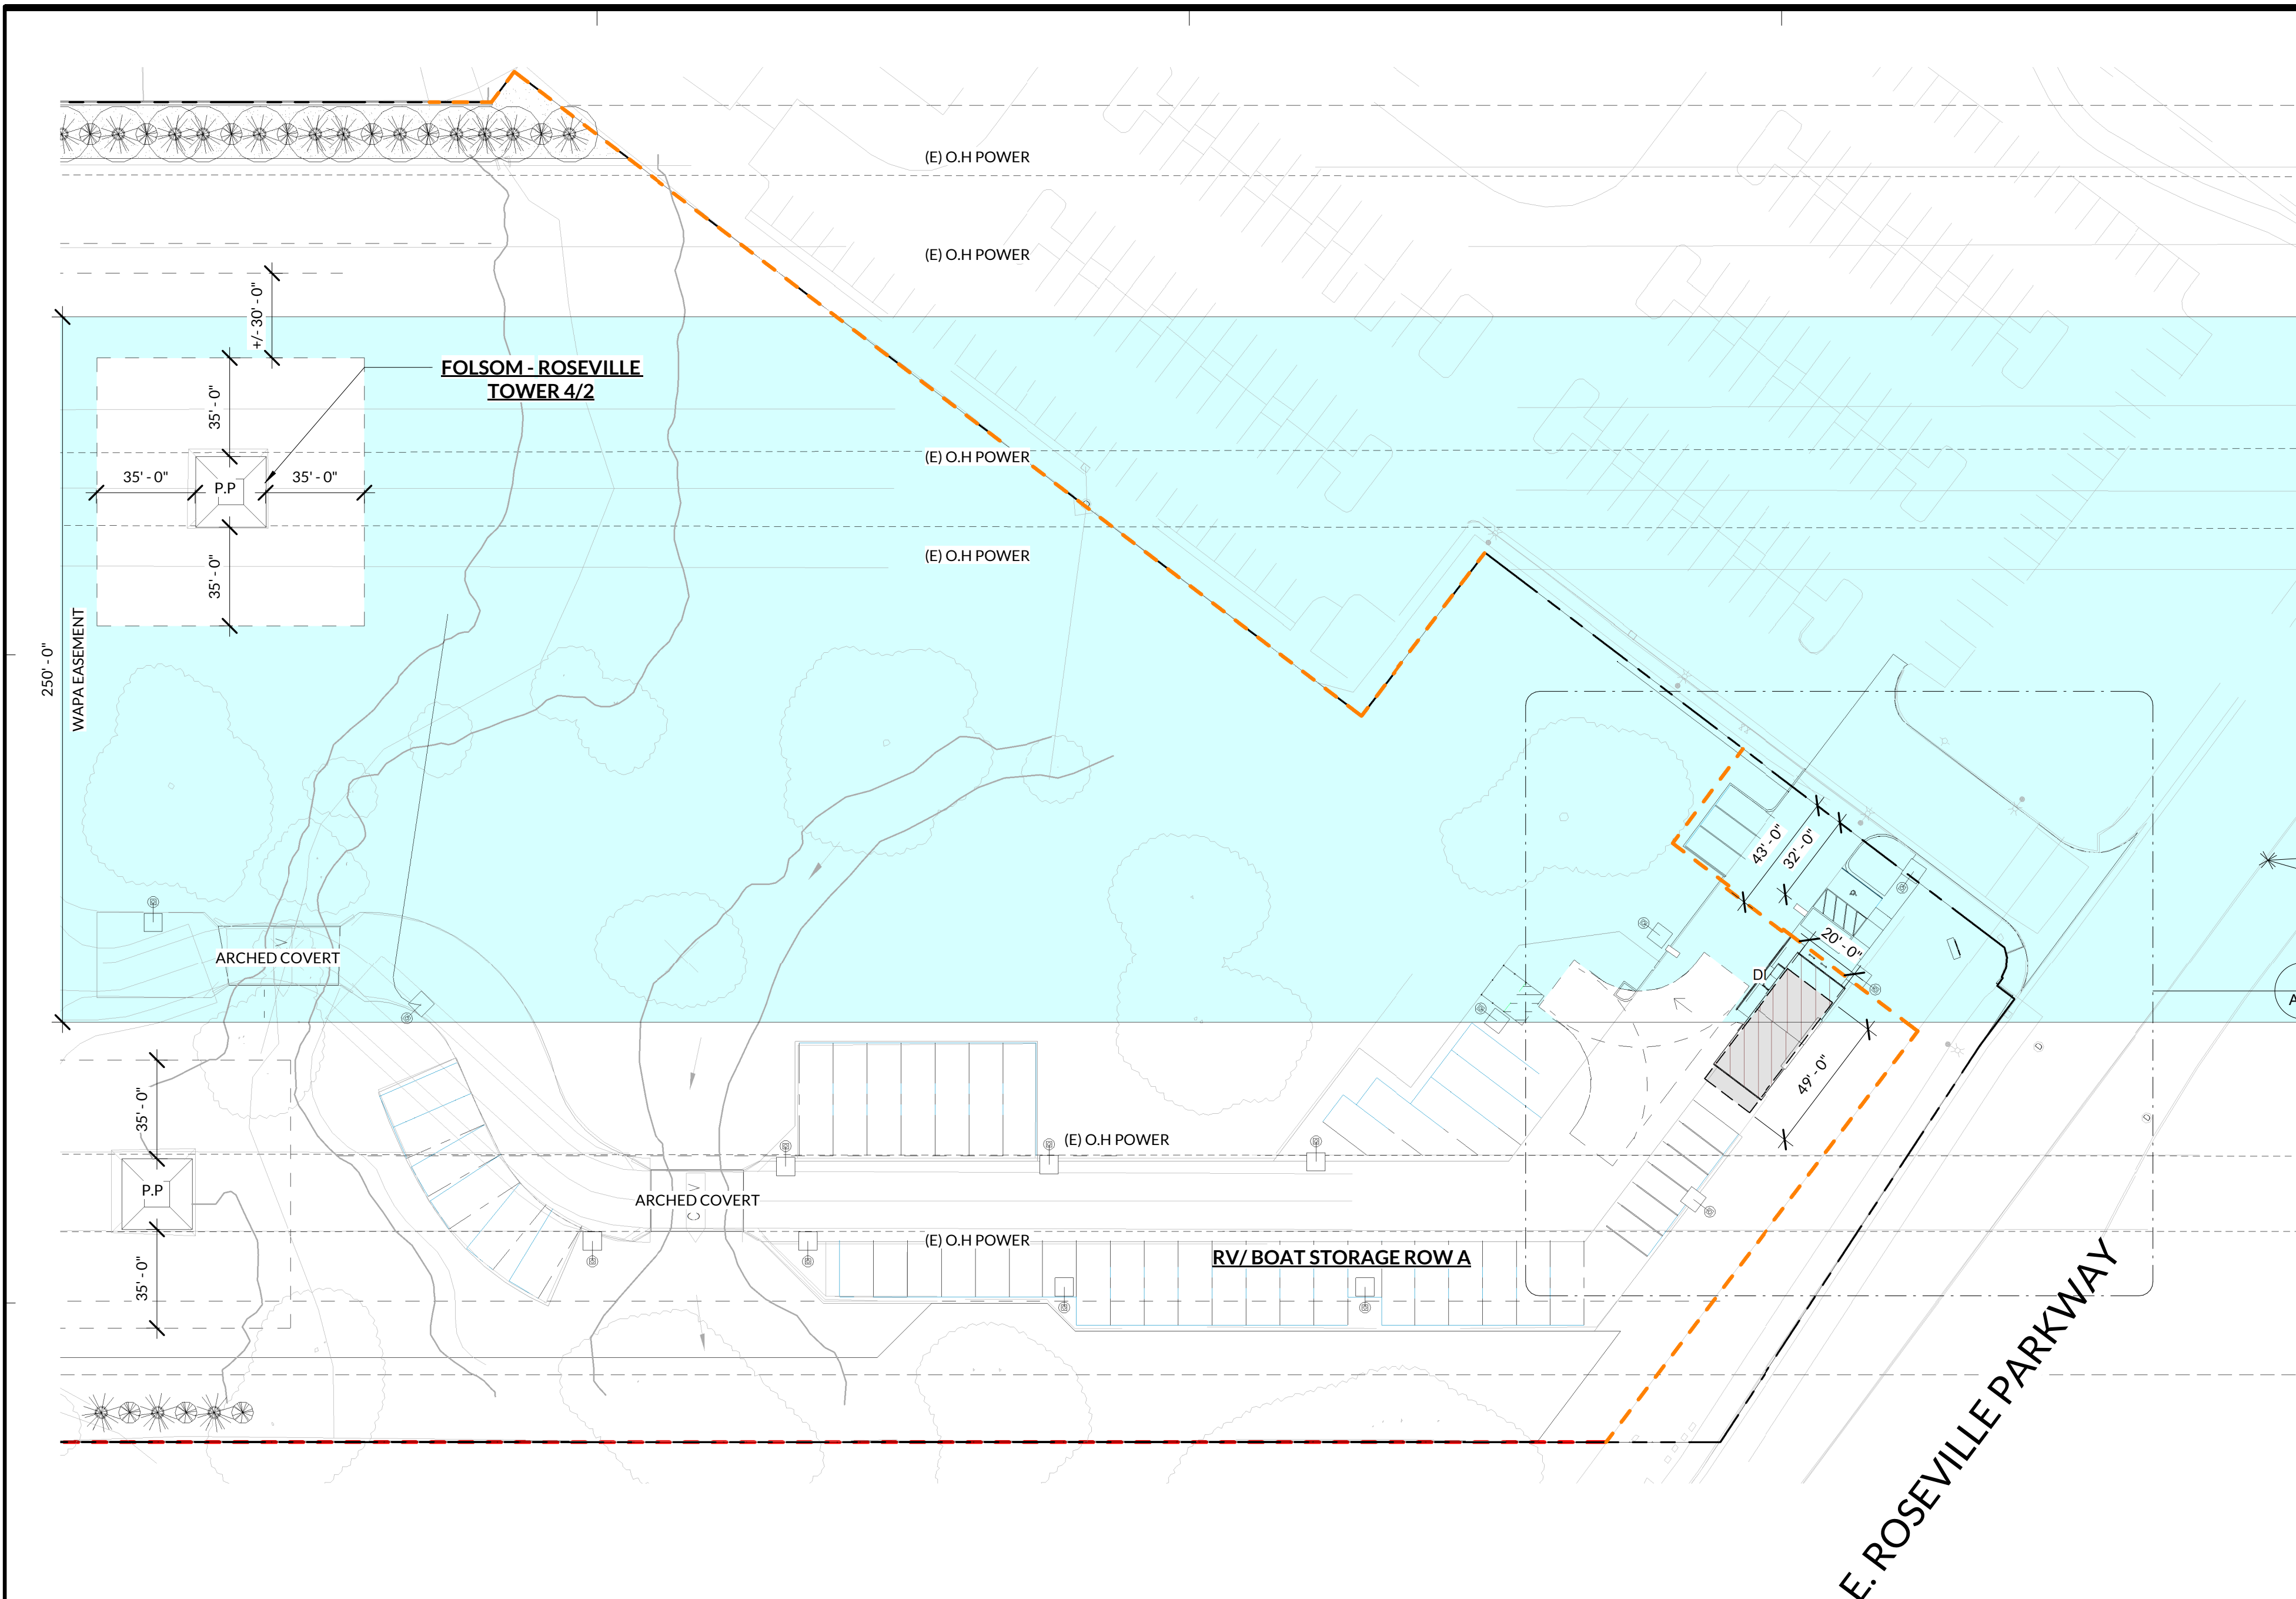 (E) O.H POWER
(E) O.H POWER
+/- 30' - 0"
FOLSOM - ROSEVILLE
TOWER 4/2
35' - 0"
(E) O.H POWER
35' - 0"
P.P
35' - 0"
(E) O.H POWER
35' - 0"
250' - 0"
WAPA EASEMENT
43' - 0"
32' - 0"
20' - 0"
DI
ARCHED COVERT
49' - 0"
D
D
35' - 0"
(E) O.H POWER
P.P
ARCHED COVERT
(E) O.H POWER
RV/ BOAT STORAGE ROW A
35' - 0"
E. ROSEVILLE PARKWAY